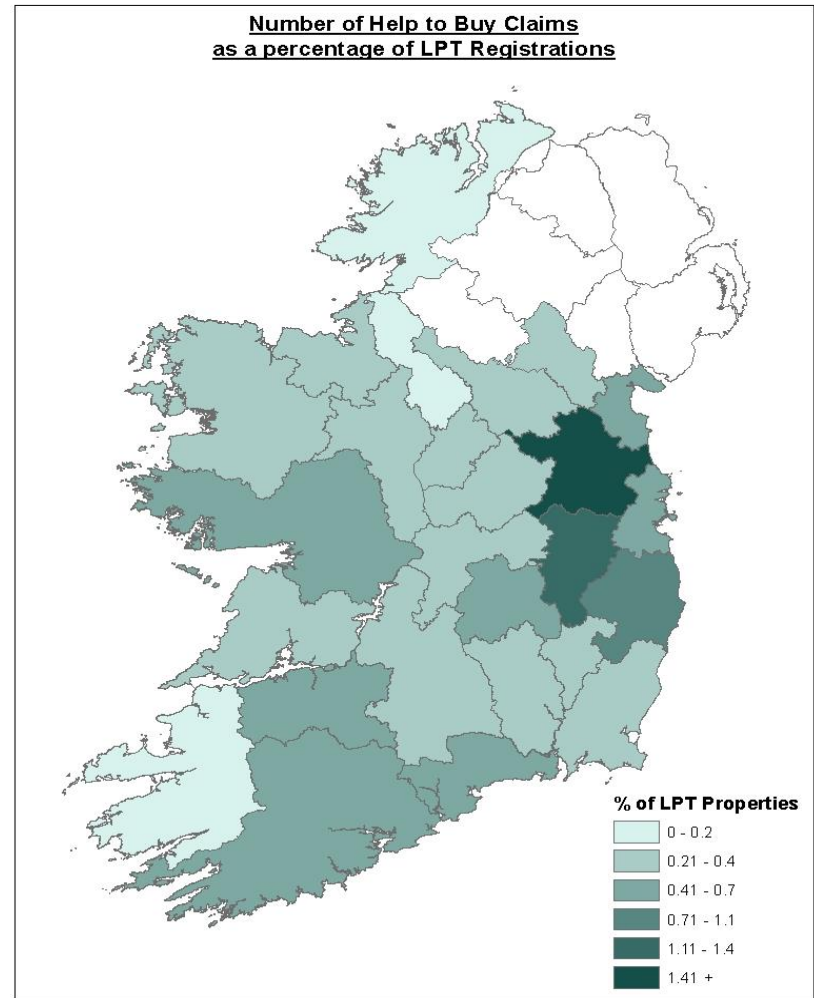 Number of Help to Buy Claims
as a percentage of LPT Registrations
% of LPT Properties
0 - 0.2
0.21 - 0.4
0.41 - 0.7
0.71 - 1.1
1.11 - 1.4
1.41 +